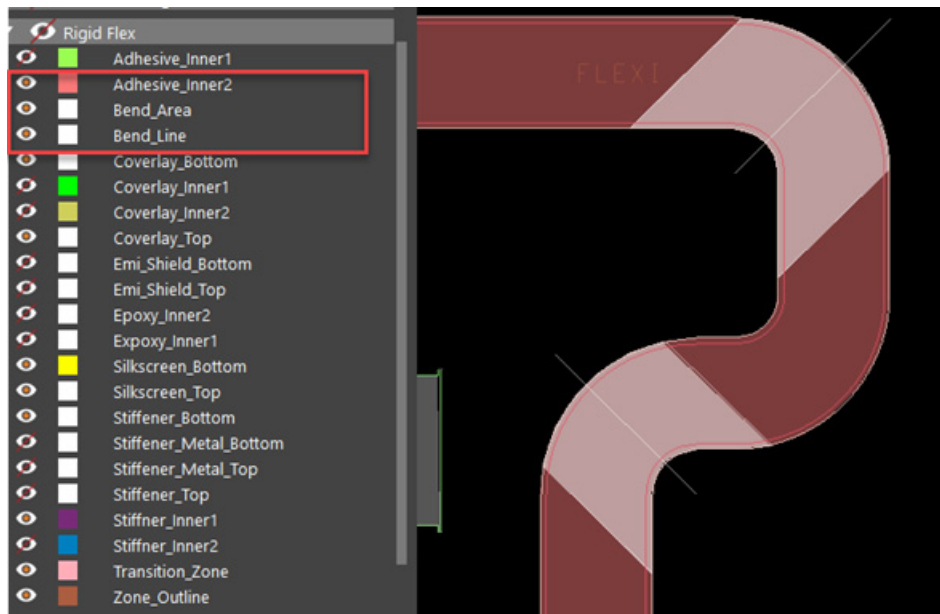 Rigid Flex
Adhesive_Inner1
Adhesive_Inner2
Bend_Area
Bend_Line
Coverlay_Bottom
Coverlay_Inner1
Coverlay_Inner2
Coverlay_Top
Emi_Shield_Bottom
Emi_Shield_Top
Epoxy_Inner2
Expoxy_Inner1
Silkscreen_Bottom
Silkscreen_Top
Stiffener_Bottom
Stiffener_Metal_Bottom
Stiffener_Metal_Top
Stiffener_Top
Stiffner_Inner1
Stiffner_Inner2
Transition_Zone
Zone_Outline
FLEXI